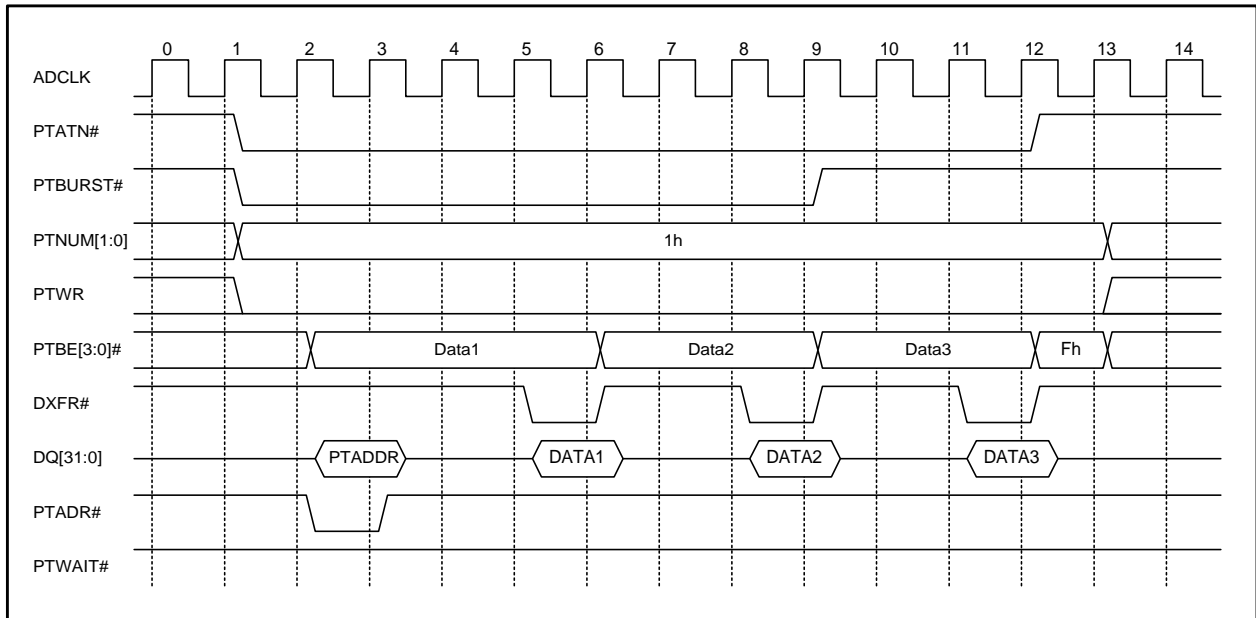 0 1 2 3 4 5 6 7 8 9 10 11 12 13 14
ADCLK
PTATN#
PTBURST#
PTNUM[1:0] 1h
PTWR
PTBE[3:0]# Data1 Data2 Data3 Fh
DXFR#
DQ[31:0] PTADDR DATA1 DATA2 DATA3
PTADR#
PTWAIT#